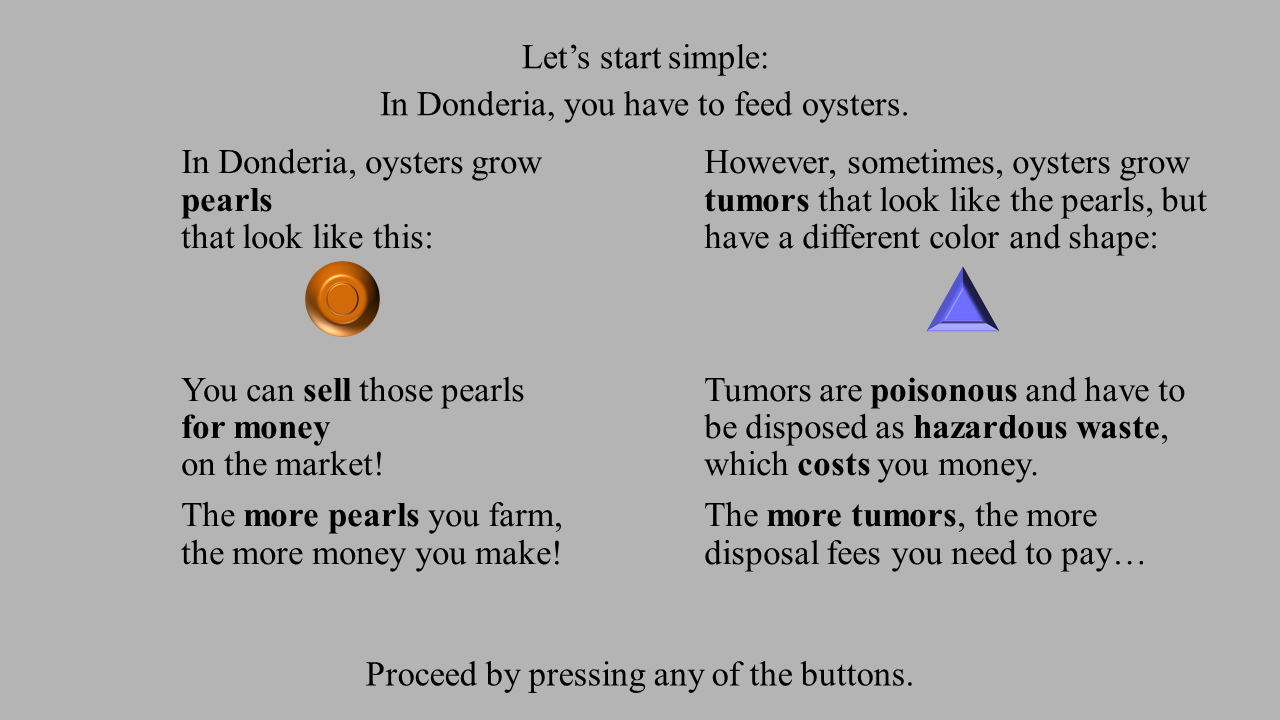 Let’s start simple:
In Donderia, you have to feed oysters.
In Donderia, oysters grow
pearls
that look like this:
You can sell those pearls
for money
on the market!
The more pearls you farm,
the more money you make!
However, sometimes, oysters grow
tumors that look like the pearls, but
have a different color and shape:
Tumors are poisonous and have to
be disposed as hazardous waste,
which costs you money.
The more tumors, the more
disposal fees you need to pay…
Proceed by pressing any of the buttons.